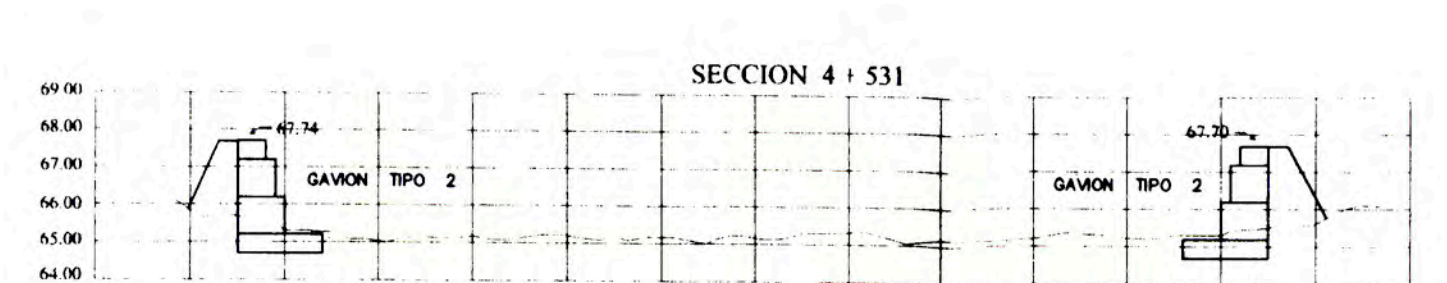 SECCION 4 + 531
69.00
68.00
67.74
67.70
67.00
GAVION TIPO 2
GAVION TIPO 2
66.00
65.00
64.00